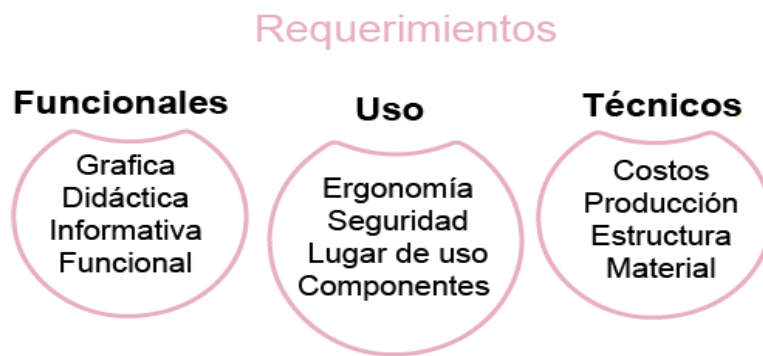 Requerimientos
Funcionales
Grafica
Didáctica
Informativa
Funcional
Uso
Ergonomía
Seguridad
Lugar de uso
Componentes
Técnicos
Costos
Producción
Estructura
Material